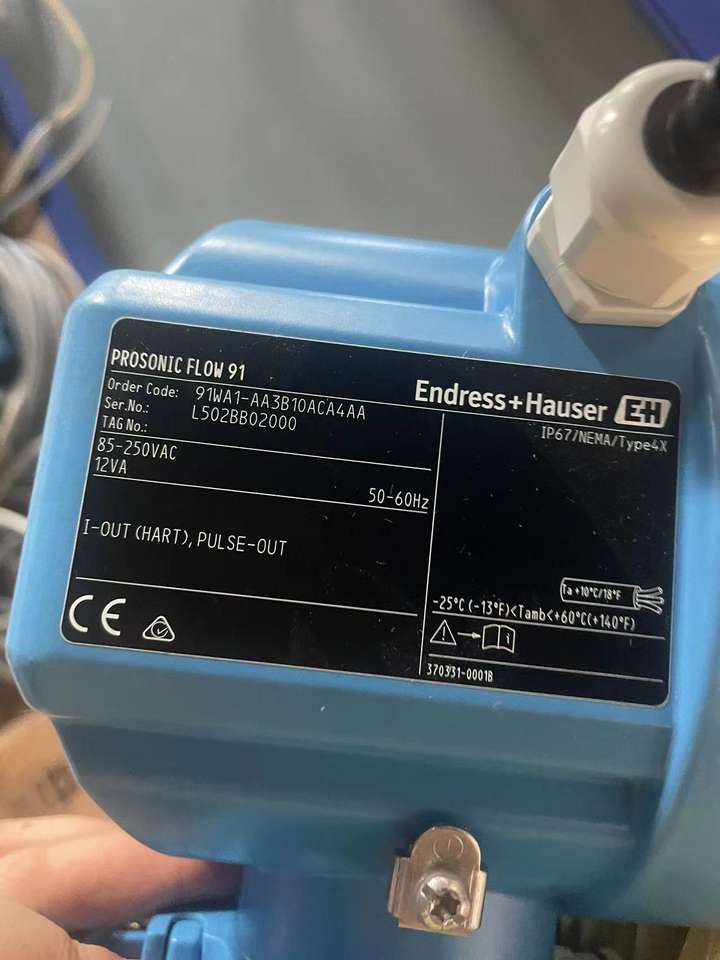 PROSONIC FLOW 91
Order Code: 91WA1-AA3B10ACA4AA
Ser.No.: L502BB02000
TAG No.:
85-250VAC
12VA
50-60Hz
I-OUT (HART), PULSE-OUT
CE
Endress+Hauser EH
IP67/NEMA/Type4X
Ta +10°C/18°F
-25°C (-13°F)<Tamb<+60°C(+140°F)
i
370331-0001B